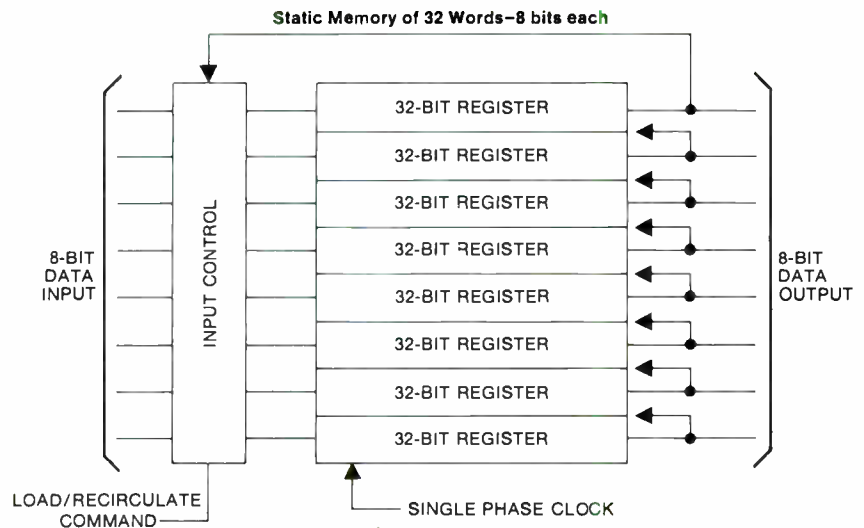 Static Memory of 32 Words–8 bits each
32-BIT REGISTER
32-BIT REGISTER
32-BIT REGISTER
32-BIT REGISTER
32-BIT REGISTER
32-BIT REGISTER
32-BIT REGISTER
32-BIT REGISTER
INPUT CONTROL
8-BIT
DATA
INPUT
8-BIT
DATA
OUTPUT
LOAD/RECIRCULATE
COMMAND
SINGLE PHASE CLOCK